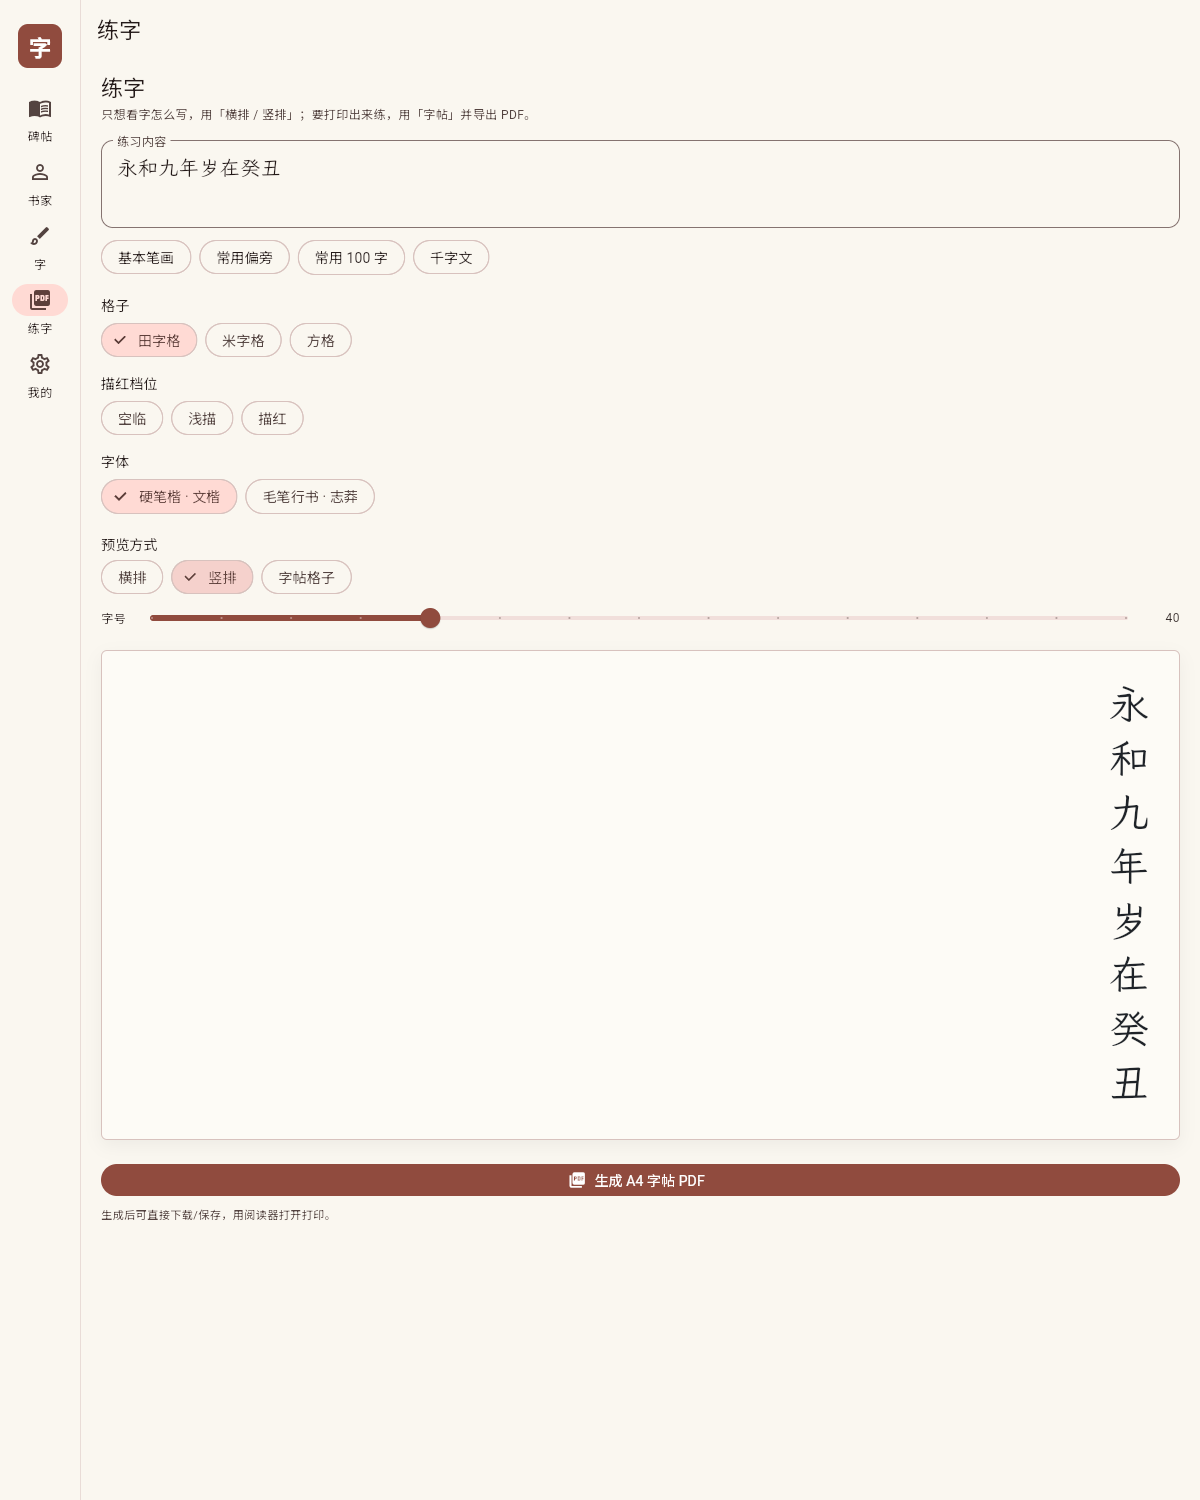 字
碑帖
书家
字
练字
我的
练字
练字
只想看字怎么写，用「横排 / 竖排」；要打印出来练，用「字帖」并导出 PDF。
练习内容
永和九年岁在癸丑
基本笔画 常用偏旁 常用 100 字 千字文
格子
田字格 米字格 方格
描红档位
空临 浅描 描红
字体
硬笔楷 · 文楷 毛笔行书 · 志莽
预览方式
横排 竖排 字帖格子
字号 40
永和九年岁在癸丑
PDF 生成 A4 字帖 PDF
生成后可直接下载/保存，用阅读器打开打印。